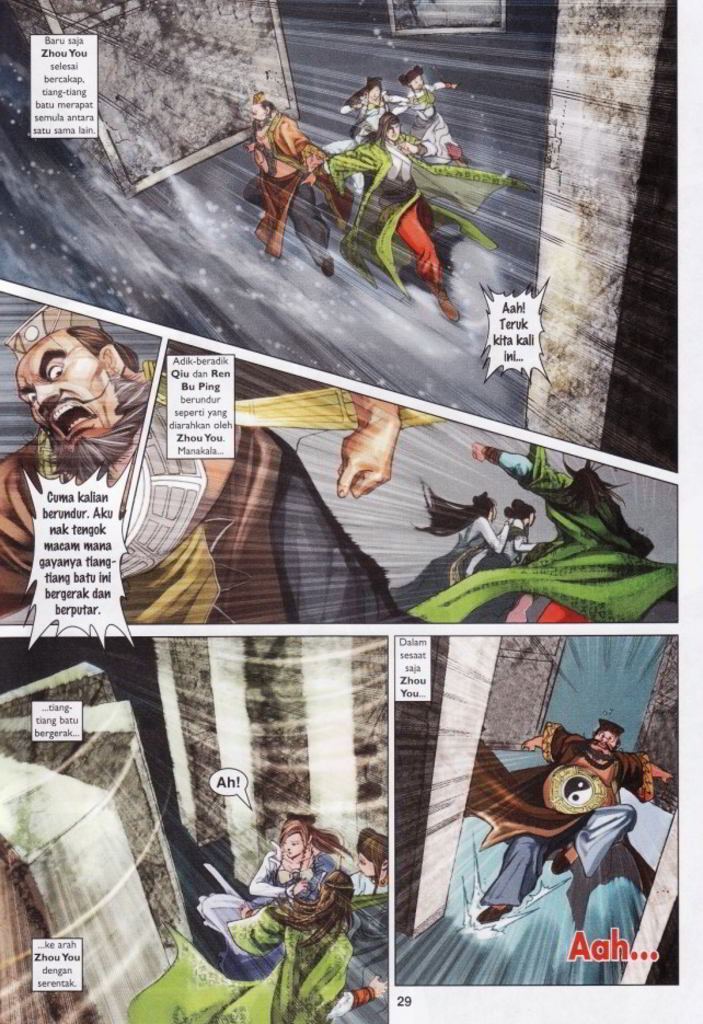 Baru saja
Zhou You
selesai
bercakap,
tiang-tiang
batu merapat
semula antara
satu sama lain.
Aah!
Teruk
kita kali
ini...
Cuma kalian
berundur. Aku
nak tengok
macam mana
gayanya tiang-
tiang batu ini
bergerak dan
berputar.
Adik-beradik
Qiu dan Ren
Bu Ping
berundur
seperti yang
diarahkan oleh
Zhou You.
Manakala...
...tiang-
tiang batu
bergerak...
Ah!
...ke arah
Zhou You
dengan
serentak.
Dalam
sesaat
saja
Zhou
You...
Aah...
29